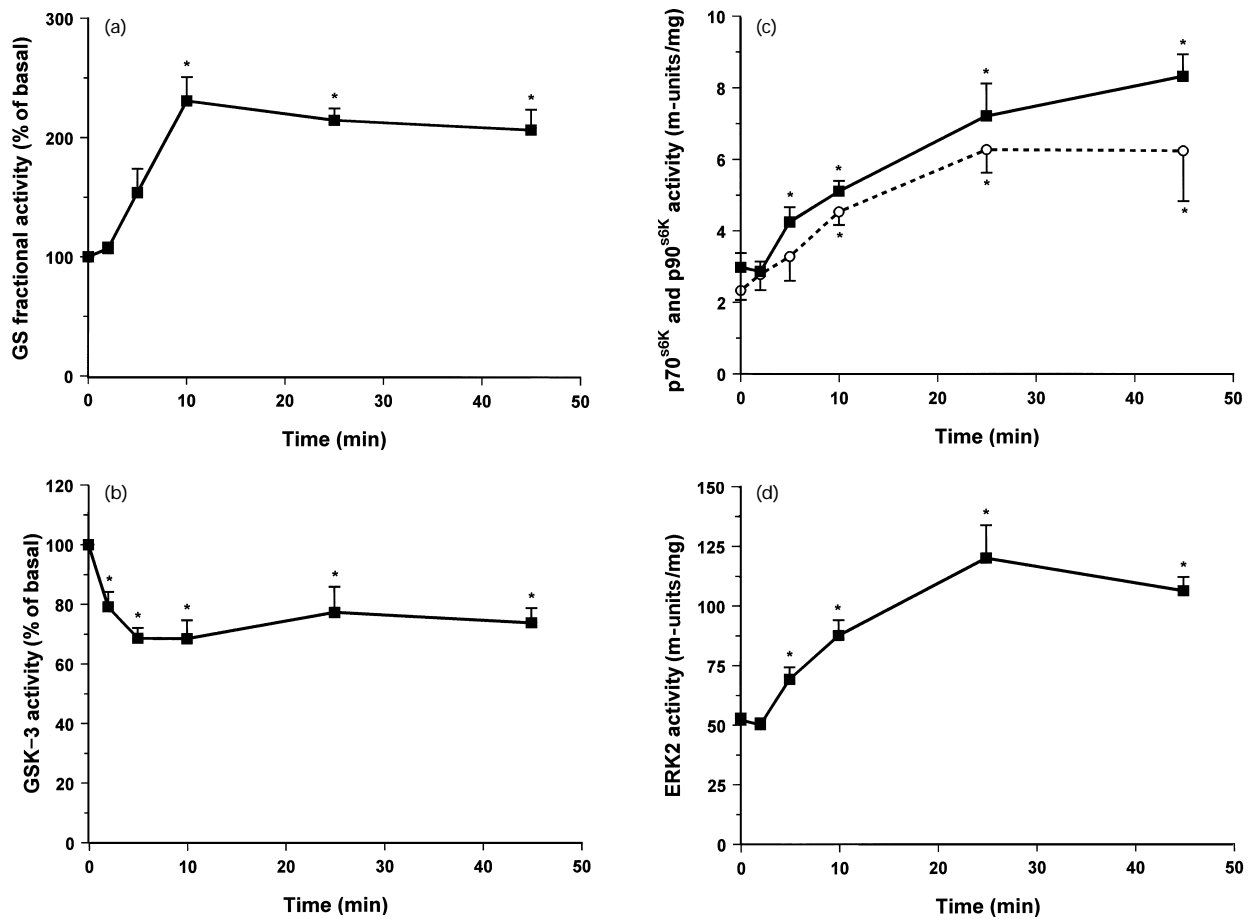 (a)
300
200
100
0
GS fractional activity (% of basal)
*
*
*
0 10 20 30 40 50
Time (min)
(c)
10
8
6
4
2
0
p70s6K and p90s6K activity (m-units/mg)
*
*
*
*
*
*
*
0 10 20 30 40 50
Time (min)
(b)
120
100
80
60
40
20
0
GSK–3 activity (% of basal)
*
*
*
*
*
0 10 20 30 40 50
Time (min)
(d)
150
125
100
75
50
25
0
ERK2 activity (m-units/mg)
*
*
*
*
0 10 20 30 40 50
Time (min)